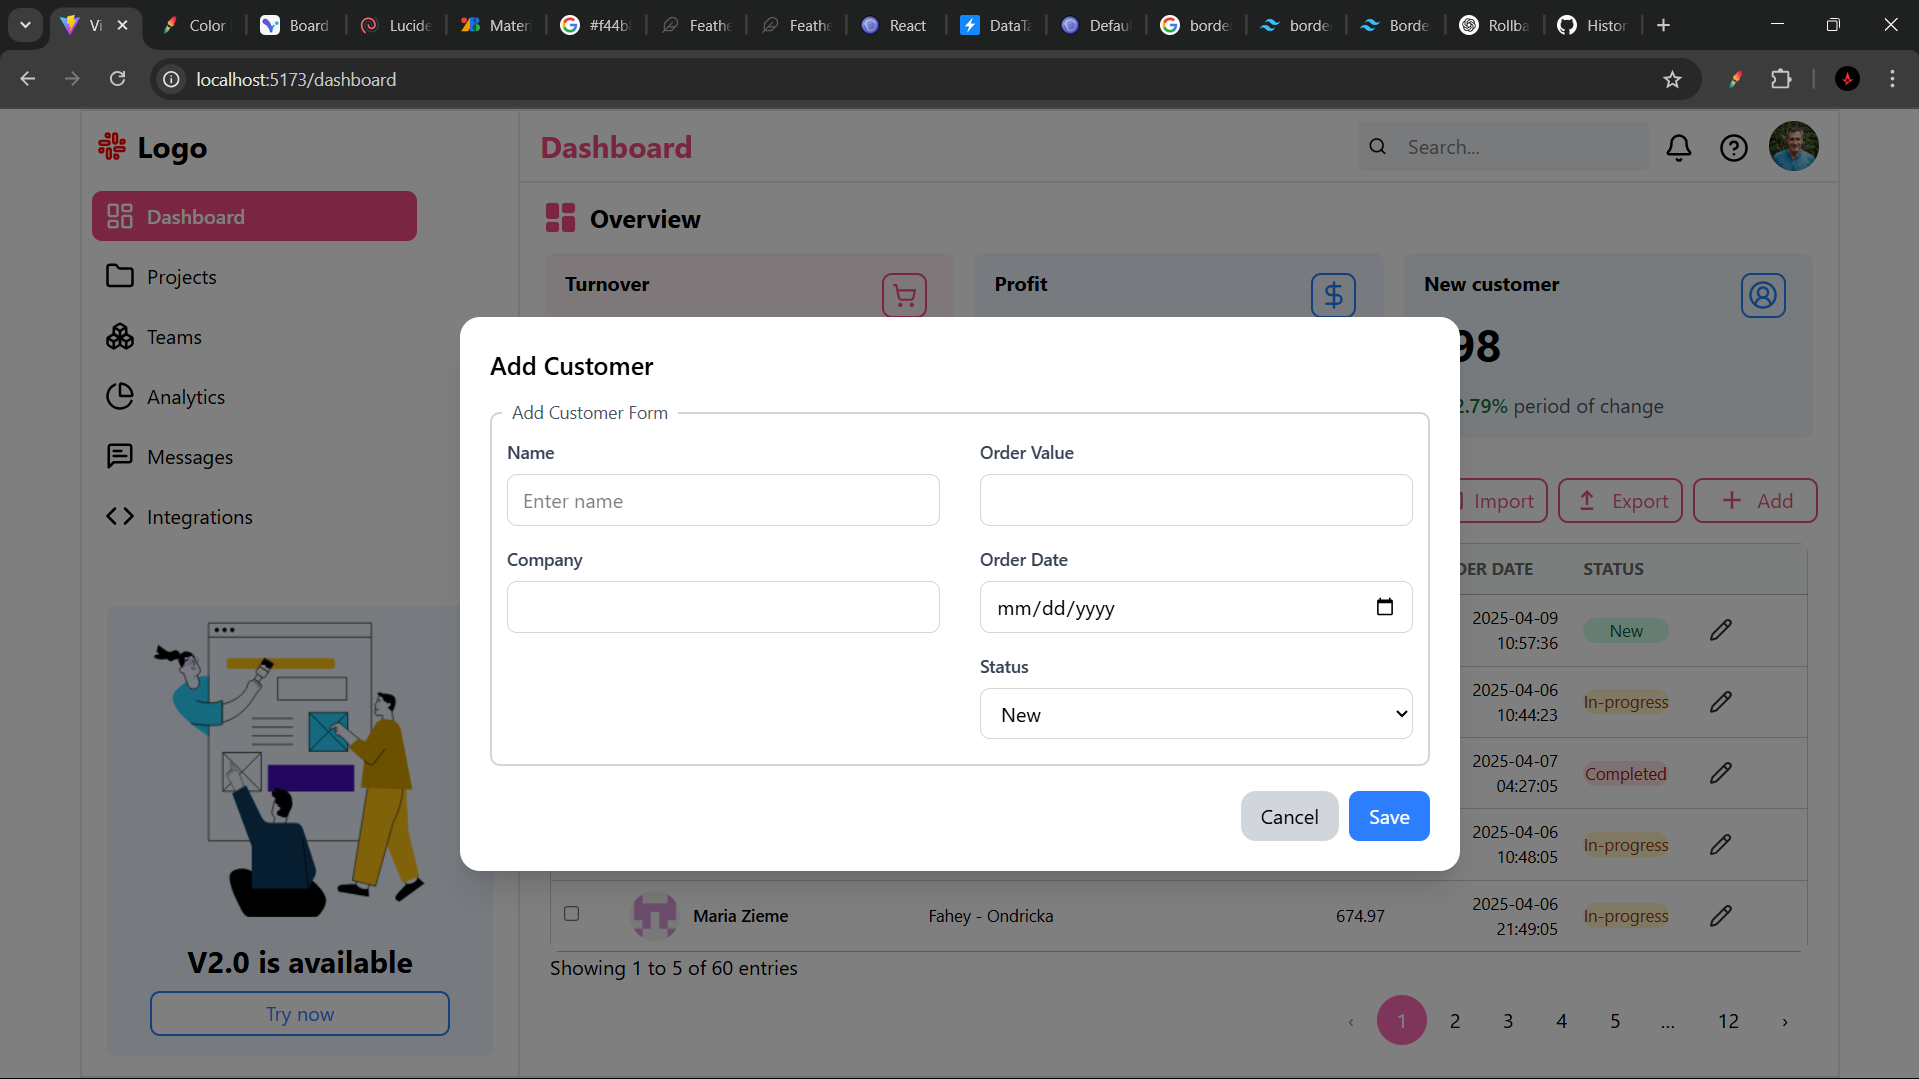 Vi
Color
Board
Lucide
Mater
#f44b
Feathe
Feathe
React
DataTa
Defau
borde
borde
Borde
Rollba
Histor
localhost:5173/dashboard
Logo
Dashboard
Search...
Dashboard
Projects
Teams
Analytics
Messages
Integrations
Overview
Turnover
Profit
New customer
98
2.79% period of change
Import
Export
Add
Add Customer
Add Customer Form
Name
Order Value
Enter name
Company
Order Date
mm/dd/yyyy
Status
New
Cancel
Save
DER DATE
STATUS
2025-04-09
10:57:36
New
2025-04-06
10:44:23
In-progress
2025-04-07
04:27:05
Completed
2025-04-06
10:48:05
In-progress
Maria Zieme
Fahey - Ondricka
674.97
2025-04-06
21:49:05
In-progress
Showing 1 to 5 of 60 entries
‹ 1 2 3 4 5 ... 12 ›
V2.0 is available
Try now